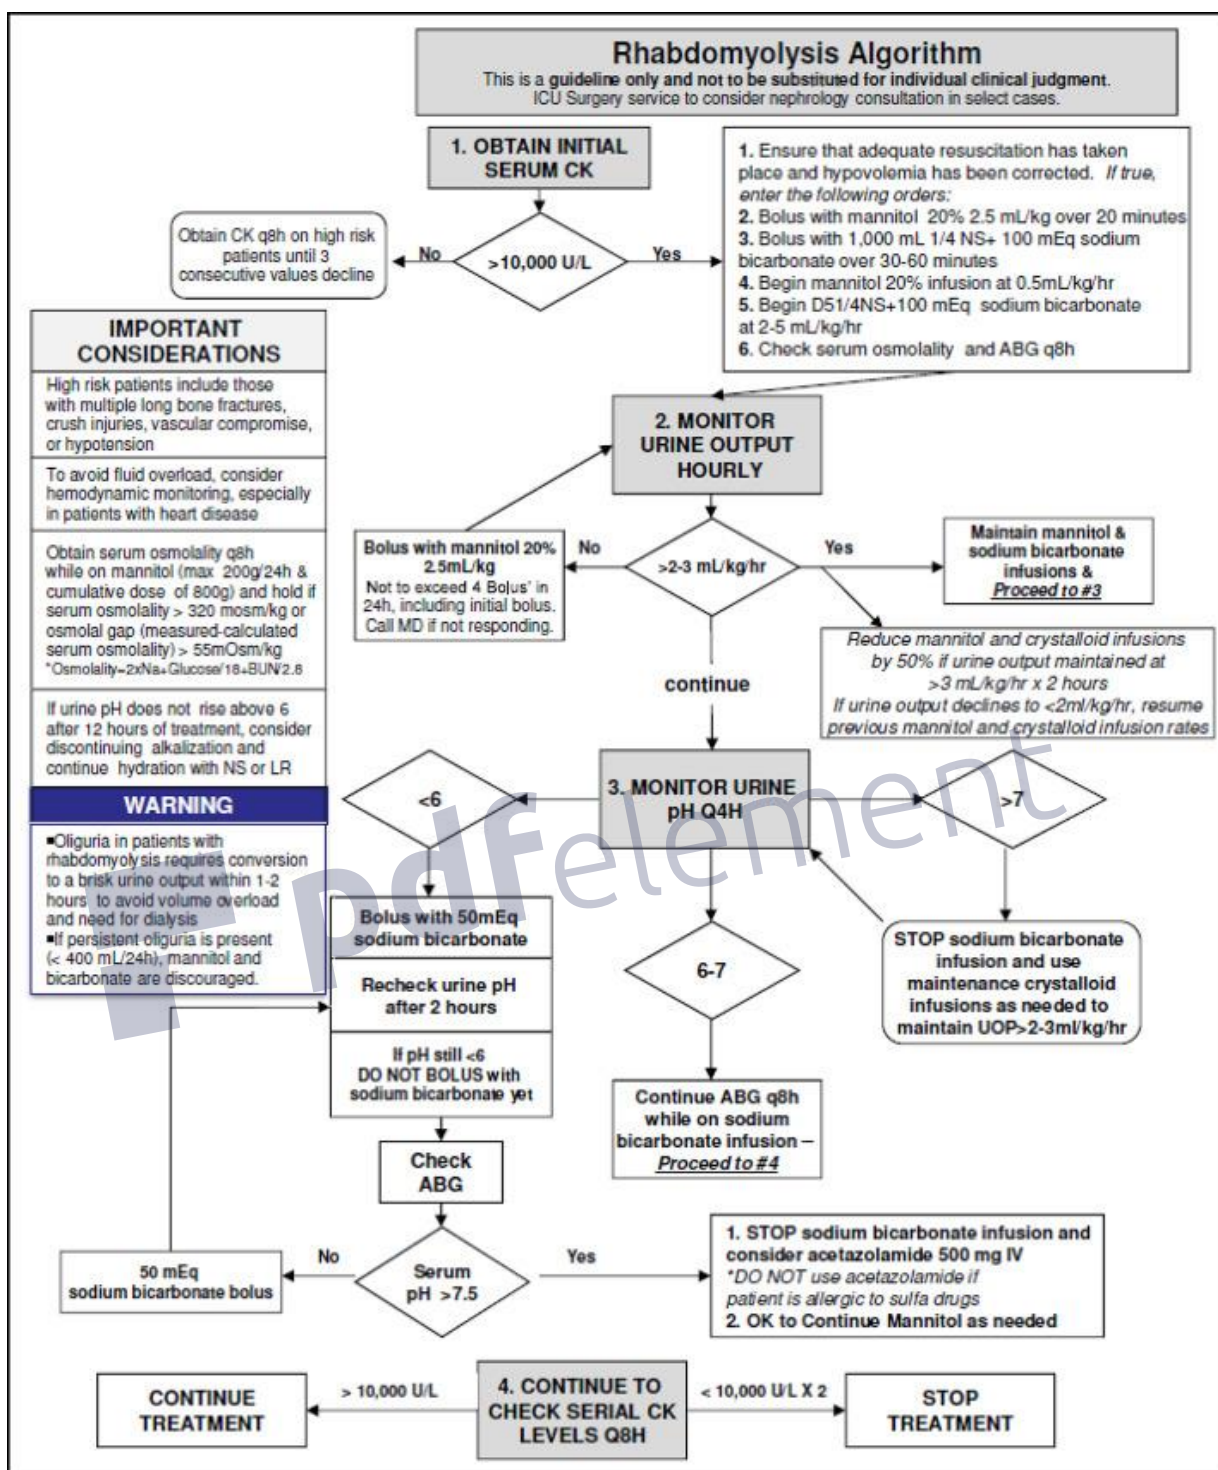 Rhabdomyolysis Algorithm
This is a guideline only and not to be substituted for individual clinical judgment.
ICU Surgery service to consider nephrology consultation in select cases.
1. OBTAIN INITIAL
SERUM CK
>10,000 U/L
No
Yes
Obtain CK q8h on high risk
patients until 3
consecutive values decline
1. Ensure that adequate resuscitation has taken
place and hypovolemia has been corrected. If true,
enter the following orders:
2. Bolus with mannitol 20% 2.5 mL/kg over 20 minutes
3. Bolus with 1,000 mL 1/4 NS+ 100 mEq sodium
bicarbonate over 30-60 minutes
4. Begin mannitol 20% infusion at 0.5mL/kg/hr
5. Begin D51/4NS+100 mEq sodium bicarbonate
at 2-5 mL/kg/hr
6. Check serum osmolality and ABG q8h
IMPORTANT
CONSIDERATIONS
High risk patients include those
with multiple long bone fractures,
crush injuries, vascular compromise,
or hypotension
To avoid fluid overload, consider
hemodynamic monitoring, especially
in patients with heart disease
Obtain serum osmolality q8h
while on mannitol (max 200g/24h &
cumulative dose of 800g) and hold if
serum osmolality > 320 mosm/kg or
osmolal gap (measured-calculated
serum osmolality) > 55mOsm/kg
*Osmolality=2xNa+Glucose/18+BUN/2.8
If urine pH does not rise above 6
after 12 hours of treatment, consider
discontinuing alkalization and
continue hydration with NS or LR
WARNING
■Oliguria in patients with
rhabdomyolysis requires conversion
to a brisk urine output within 1-2
hours to avoid volume overload
and need for dialysis
■If persistent oliguria is present
(< 400 mL/24h), mannitol and
bicarbonate are discouraged.
2. MONITOR
URINE OUTPUT
HOURLY
>2-3 mL/kg/hr
No
Yes
Bolus with mannitol 20%
2.5mL/kg
Not to exceed 4 Bolus' in
24h, including initial bolus.
Call MD if not responding.
Maintain mannitol &
sodium bicarbonate
infusions &
Proceed to #3
Reduce mannitol and crystalloid infusions
by 50% if urine output maintained at
>3 mL/kg/hr x 2 hours
If urine output declines to <2ml/kg/hr, resume
previous mannitol and crystalloid infusion rates
continue
3. MONITOR URINE
pH Q4H
<6
>7
6-7
Bolus with 50mEq
sodium bicarbonate
Recheck urine pH
after 2 hours
If pH still <6
DO NOT BOLUS with
sodium bicarbonate yet
STOP sodium bicarbonate
infusion and use
maintenance crystalloid
infusions as needed to
maintain UOP>2-3ml/kg/hr
Continue ABG q8h
while on sodium
bicarbonate infusion –
Proceed to #4
Check
ABG
Serum
pH >7.5
No
Yes
50 mEq
sodium bicarbonate bolus
1. STOP sodium bicarbonate infusion and
consider acetazolamide 500 mg IV
*DO NOT use acetazolamide if
patient is allergic to sulfa drugs
2. OK to Continue Mannitol as needed
4. CONTINUE TO
CHECK SERIAL CK
LEVELS Q8H
> 10,000 U/L
< 10,000 U/L X 2
CONTINUE
TREATMENT
STOP
TREATMENT
pdfelement